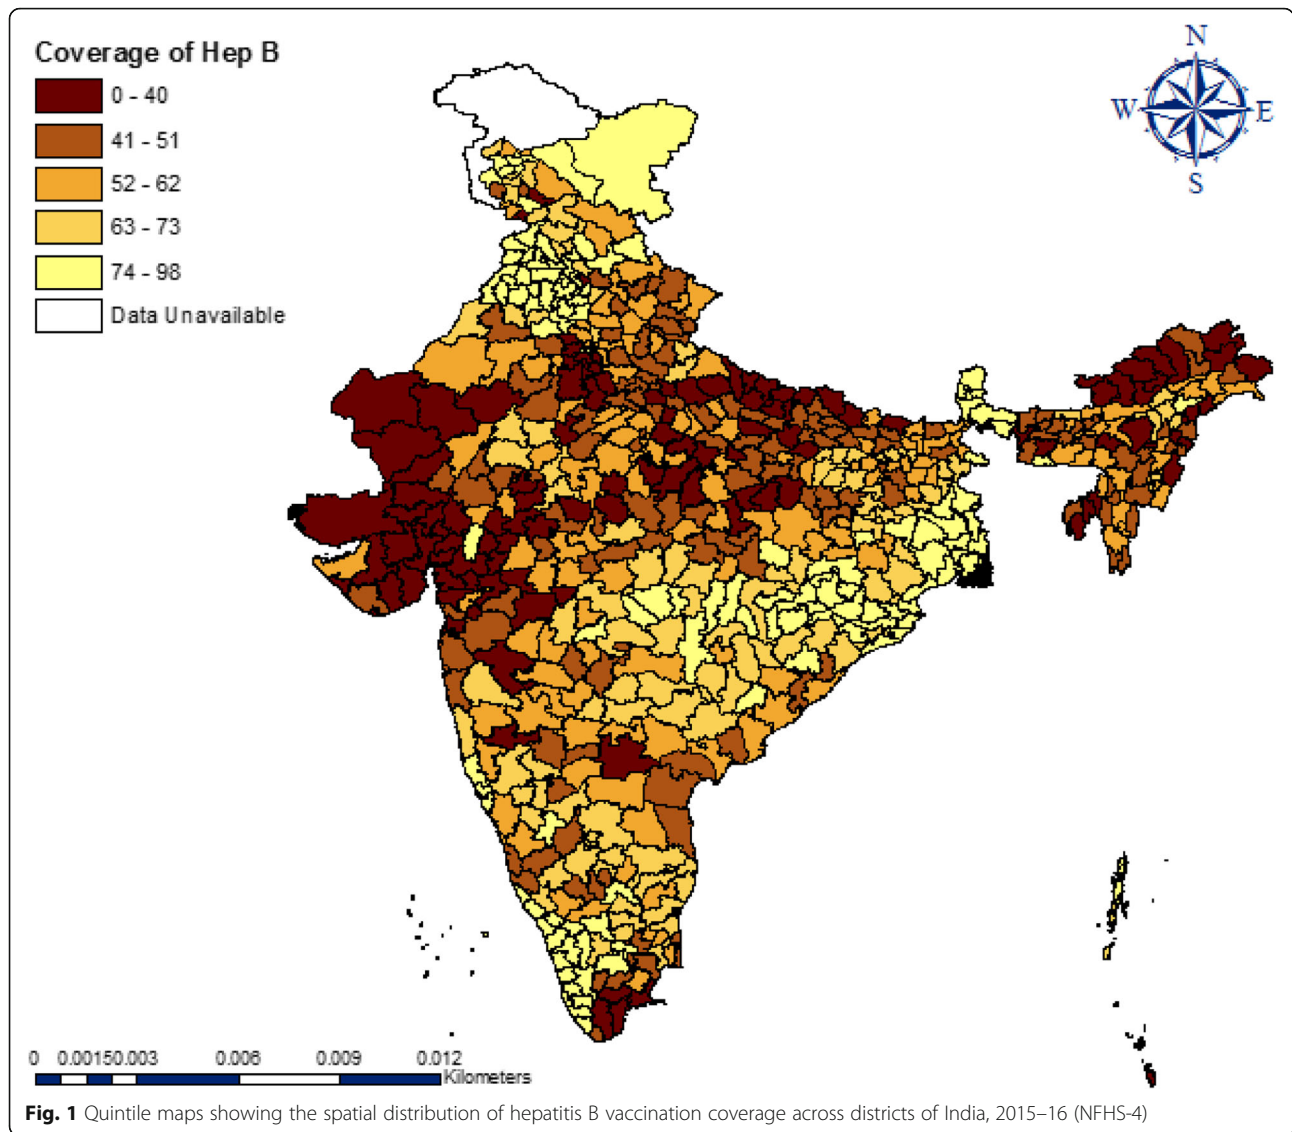 Coverage of Hep B
0 - 40
41 - 51
52 - 62
63 - 73
74 - 98
Data Unavailable
N
W E
S
0 0.00150.003 0.006 0.009 0.012
Kilometers
Fig. 1 Quintile maps showing the spatial distribution of hepatitis B vaccination coverage across districts of India, 2015–16 (NFHS-4)